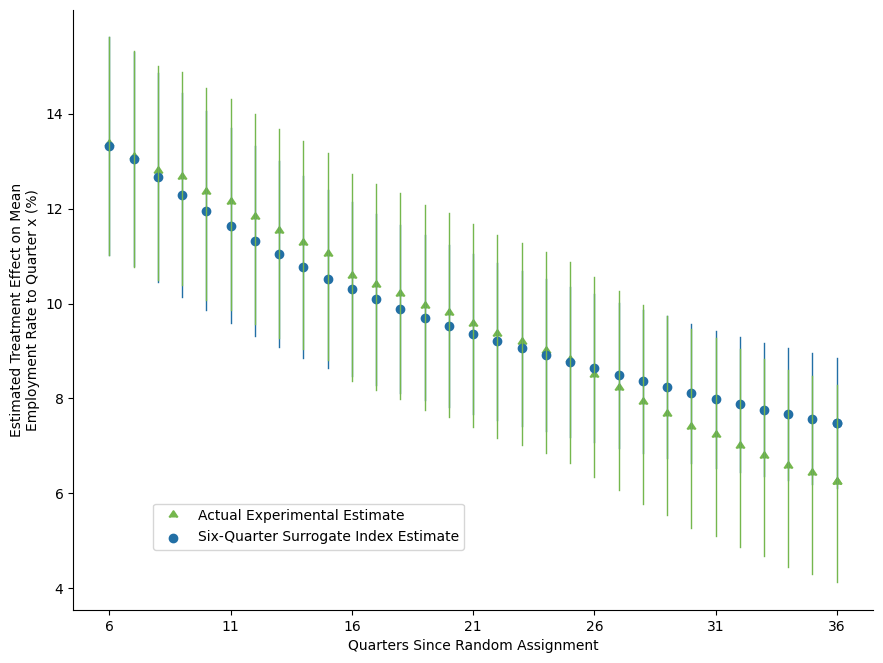 Estimated Treatment Effect on Mean
Employment Rate to Quarter x (%)
14
12
10
8
6
4
Actual Experimental Estimate
Six-Quarter Surrogate Index Estimate
6 11 16 21 26 31 36
Quarters Since Random Assignment